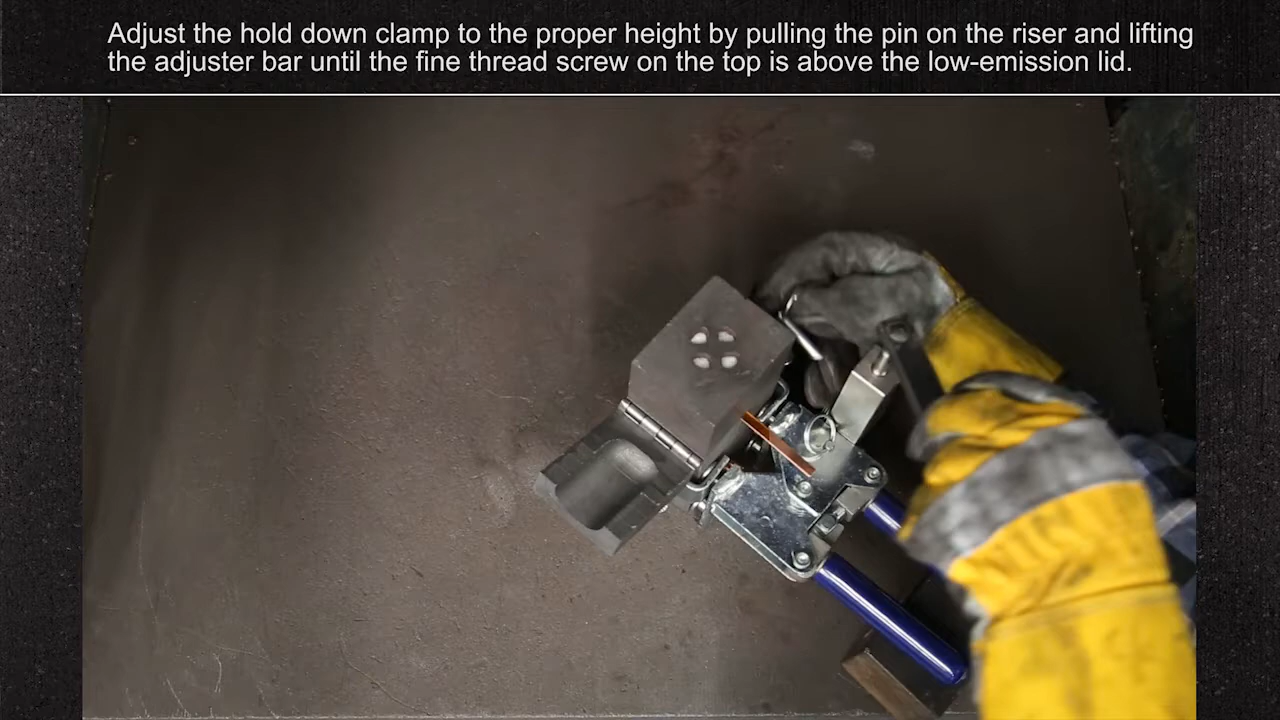 Adjust the hold down clamp to the proper height by pulling the pin on the riser and lifting
the adjuster bar until the fine thread screw on the top is above the low-emission lid.